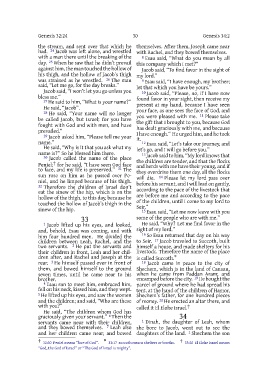 Genesis 32:24
30
Genesis 34:1
the stream, and sent over that which he
had. 24 Jacob was left alone, and wrestled
with a man there until the breaking of the
day. 25 When he saw that he didn’t prevail
against him, the man touched the hollow of
his thigh, and the hollow of Jacob’s thigh
was strained as he wrestled. 26 The man
said, “Let me go, for the day breaks.”
Jacob said, “I won’t let you go unless you
bless me.”
27 He said to him, “What is your name?”
He said, “Jacob”.
28 He said, “Your name will no longer
be called Jacob, but Israel; for you have
fought with God and with men, and have
prevailed.”
29 Jacob asked him, “Please tell me your
name.”
He said, “Why is it that you ask what my
name is?” So he blessed him there.
30 Jacob called the name of the place
Peniel; for he said, “I have seen God face
to face, and my life is preserved.” 31 The
sun rose on him as he passed over Pe-
niel, and he limped because of his thigh.
32 Therefore the children of Israel don’t
eat the sinew of the hip, which is on the
hollow of the thigh, to this day, because he
touched the hollow of Jacob’s thigh in the
sinew of the hip.
33
1 Jacob lifted up his eyes, and looked,
and, behold, Esau was coming, and with
him four hundred men. He divided the
children between Leah, Rachel, and the
two servants. 2 He put the servants and
their children in front, Leah and her chil-
dren after, and Rachel and Joseph at the
rear. 3 He himself passed over in front of
them, and bowed himself to the ground
seven times, until he came near to his
brother.
4 Esau ran to meet him, embraced him,
fell on his neck, kissed him, and they wept.
5 He lifted up his eyes, and saw the women
and the children; and said, “Who are these
with you?”
He said, “The children whom God has
graciously given your servant.” 6 Then the
servants came near with their children,
and they bowed themselves. 7 Leah also
and her children came near, and bowed
themselves. After them, Joseph came near
with Rachel, and they bowed themselves.
8 Esau said, “What do you mean by all
this company which I met?”
Jacob said, “To find favor in the sight of
my lord.”
9 Esau said, “I have enough, my brother;
let that which you have be yours.”
10 Jacob said, “Please, no, if I have now
found favor in your sight, then receive my
present at my hand, because I have seen
your face, as one sees the face of God, and
you were pleased with me. 11 Please take
the gift that I brought to you, because God
has dealt graciously with me, and because
I have enough.” He urged him, and he took
it.
12 Esau said, “Let’s take our journey, and
let’s go, and I will go before you.”
13 Jacob said to him, “My lord knows that
the children are tender, and that the flocks
and herds with me have their young, and if
they overdrive them one day, all the flocks
will die. 14 Please let my lord pass over
before his servant, and I will lead on gently,
according to the pace of the livestock that
are before me and according to the pace
of the children, until I come to my lord to
Seir.”
15 Esau said, “Let me now leave with you
some of the people who are with me.”
He said, “Why? Let me find favor in the
sight of my lord.”
16 So Esau returned that day on his way
to Seir. 17 Jacob traveled to Succoth, built
himself a house, and made shelters for his
livestock. Therefore the name of the place
is called Succoth.
18 Jacob came in peace to the city of
Shechem, which is in the land of Canaan,
when he came from Paddan Aram; and
encamped before the city. 19 He bought the
parcel of ground where he had spread his
tent, at the hand of the children of Hamor,
Shechem’s father, for one hundred pieces
of money. 20 He erected an altar there, and
called it El Elohe Israel.
34
1 Dinah, the daughter of Leah, whom
she bore to Jacob, went out to see the
daughters of the land. 2 Shechem the son